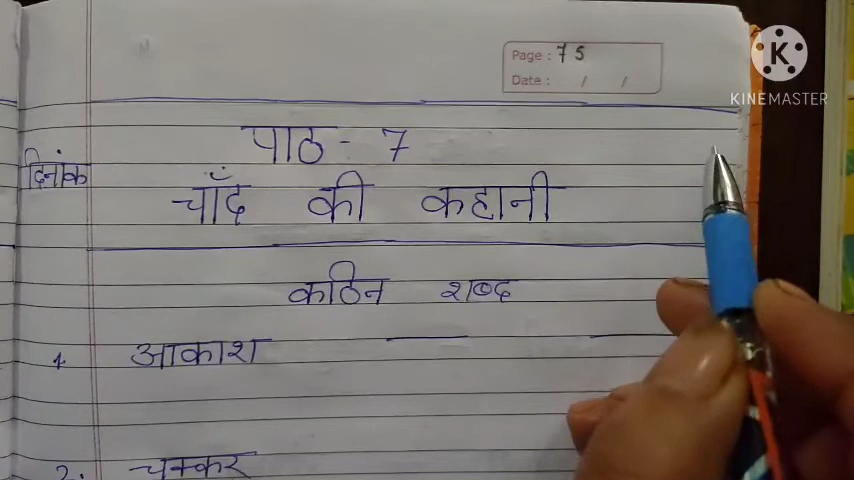 Page : 75
Date : / /
K
KINEMASTER
पाठ - 7
दिनांक
चाँद की कहानी
कठिन शब्द
1 आकाश
2. चक्कर